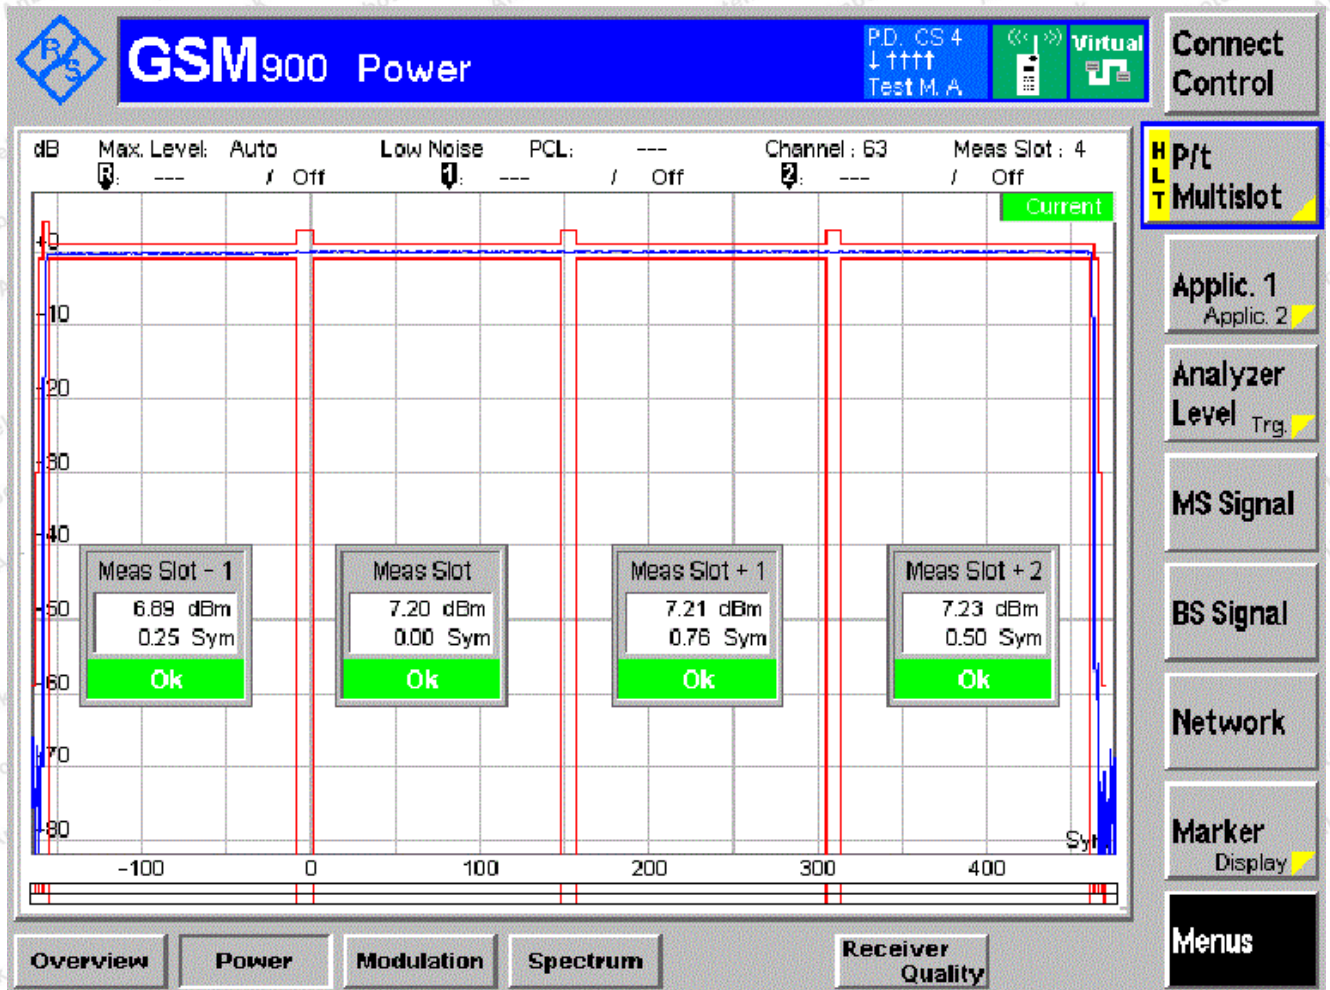 R&S
GSM900 Power
P.D. CS 4
↓ ↑↑↑↑
Test M. A
Virtual
Connect
Control
dB Max. Level: Auto Low Noise PCL: --- Channel : 63 Meas Slot : 4
R: --- / Off 1: --- / Off 2: --- / Off
Current
HLT
P/t
Multislot
+0
-10
-20
-30
-40
-50
-60
-70
-80
Meas Slot - 1
6.89 dBm
0.25 Sym
Ok
Meas Slot
7.20 dBm
0.00 Sym
Ok
Meas Slot + 1
7.21 dBm
0.76 Sym
Ok
Meas Slot + 2
7.23 dBm
0.50 Sym
Ok
-100 0 100 200 300 400
Applic. 1
Applic. 2
Analyzer
Level Trg.
MS Signal
BS Signal
Network
Marker
Display
Menus
Overview Power Modulation Spectrum Receiver
Quality